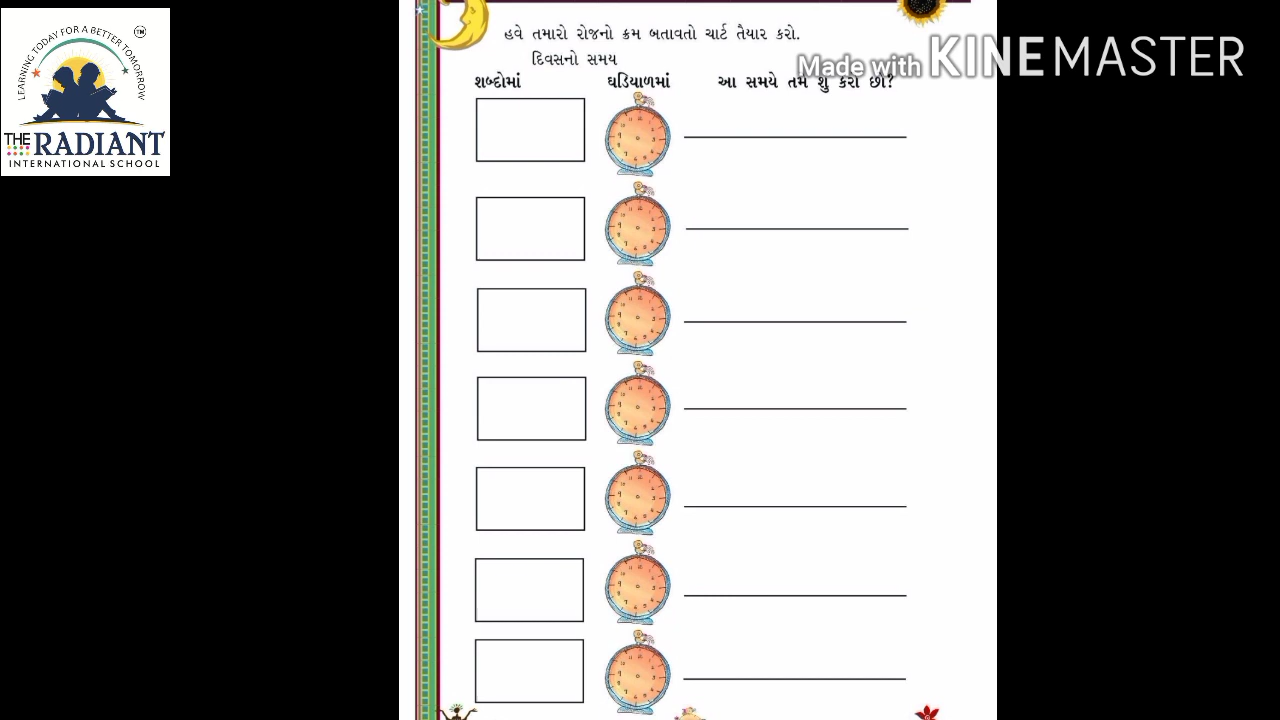 LEARNING TODAY FOR A BETTER TOMORROW
TM
THE RADIANT
INTERNATIONAL SCHOOL
હવે તમારો રોજનો ક્રમ બતાવતો ચાર્ટ તૈયાર કરો.
દિવસનો સમય
Made with KINEMASTER
શબ્દોમાં ઘડિયાળમાં આ સમયે તમે શું કરો છો?